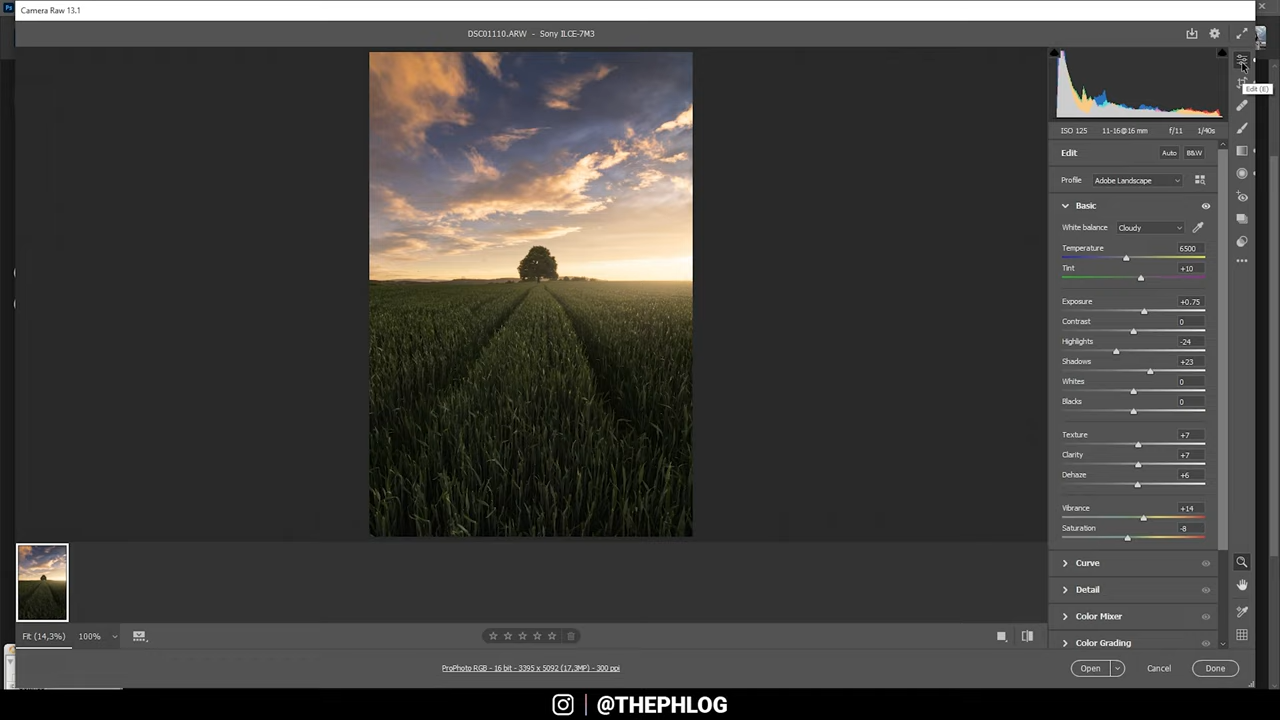 Camera Raw 13.1
DSC01110.ARW - Sony ILCE-7M3
Edit (E)
ISO 125 11-16@16 mm f/11 1/40s
Edit Auto B&W
Profile Adobe Landscape
Basic
White balance Cloudy
Temperature 6500
Tint +10
Exposure +0.75
Contrast 0
Highlights -24
Shadows +23
Whites 0
Blacks 0
Texture +7
Clarity +7
Dehaze +6
Vibrance +14
Saturation -8
Curve
Detail
Color Mixer
Color Grading
Fit (14,3%) 100%
ProPhoto RGB - 16 bit - 3395 x 5092 (17,3MP) - 300 ppi
Open Cancel Done
@THEPHLOG
Ps